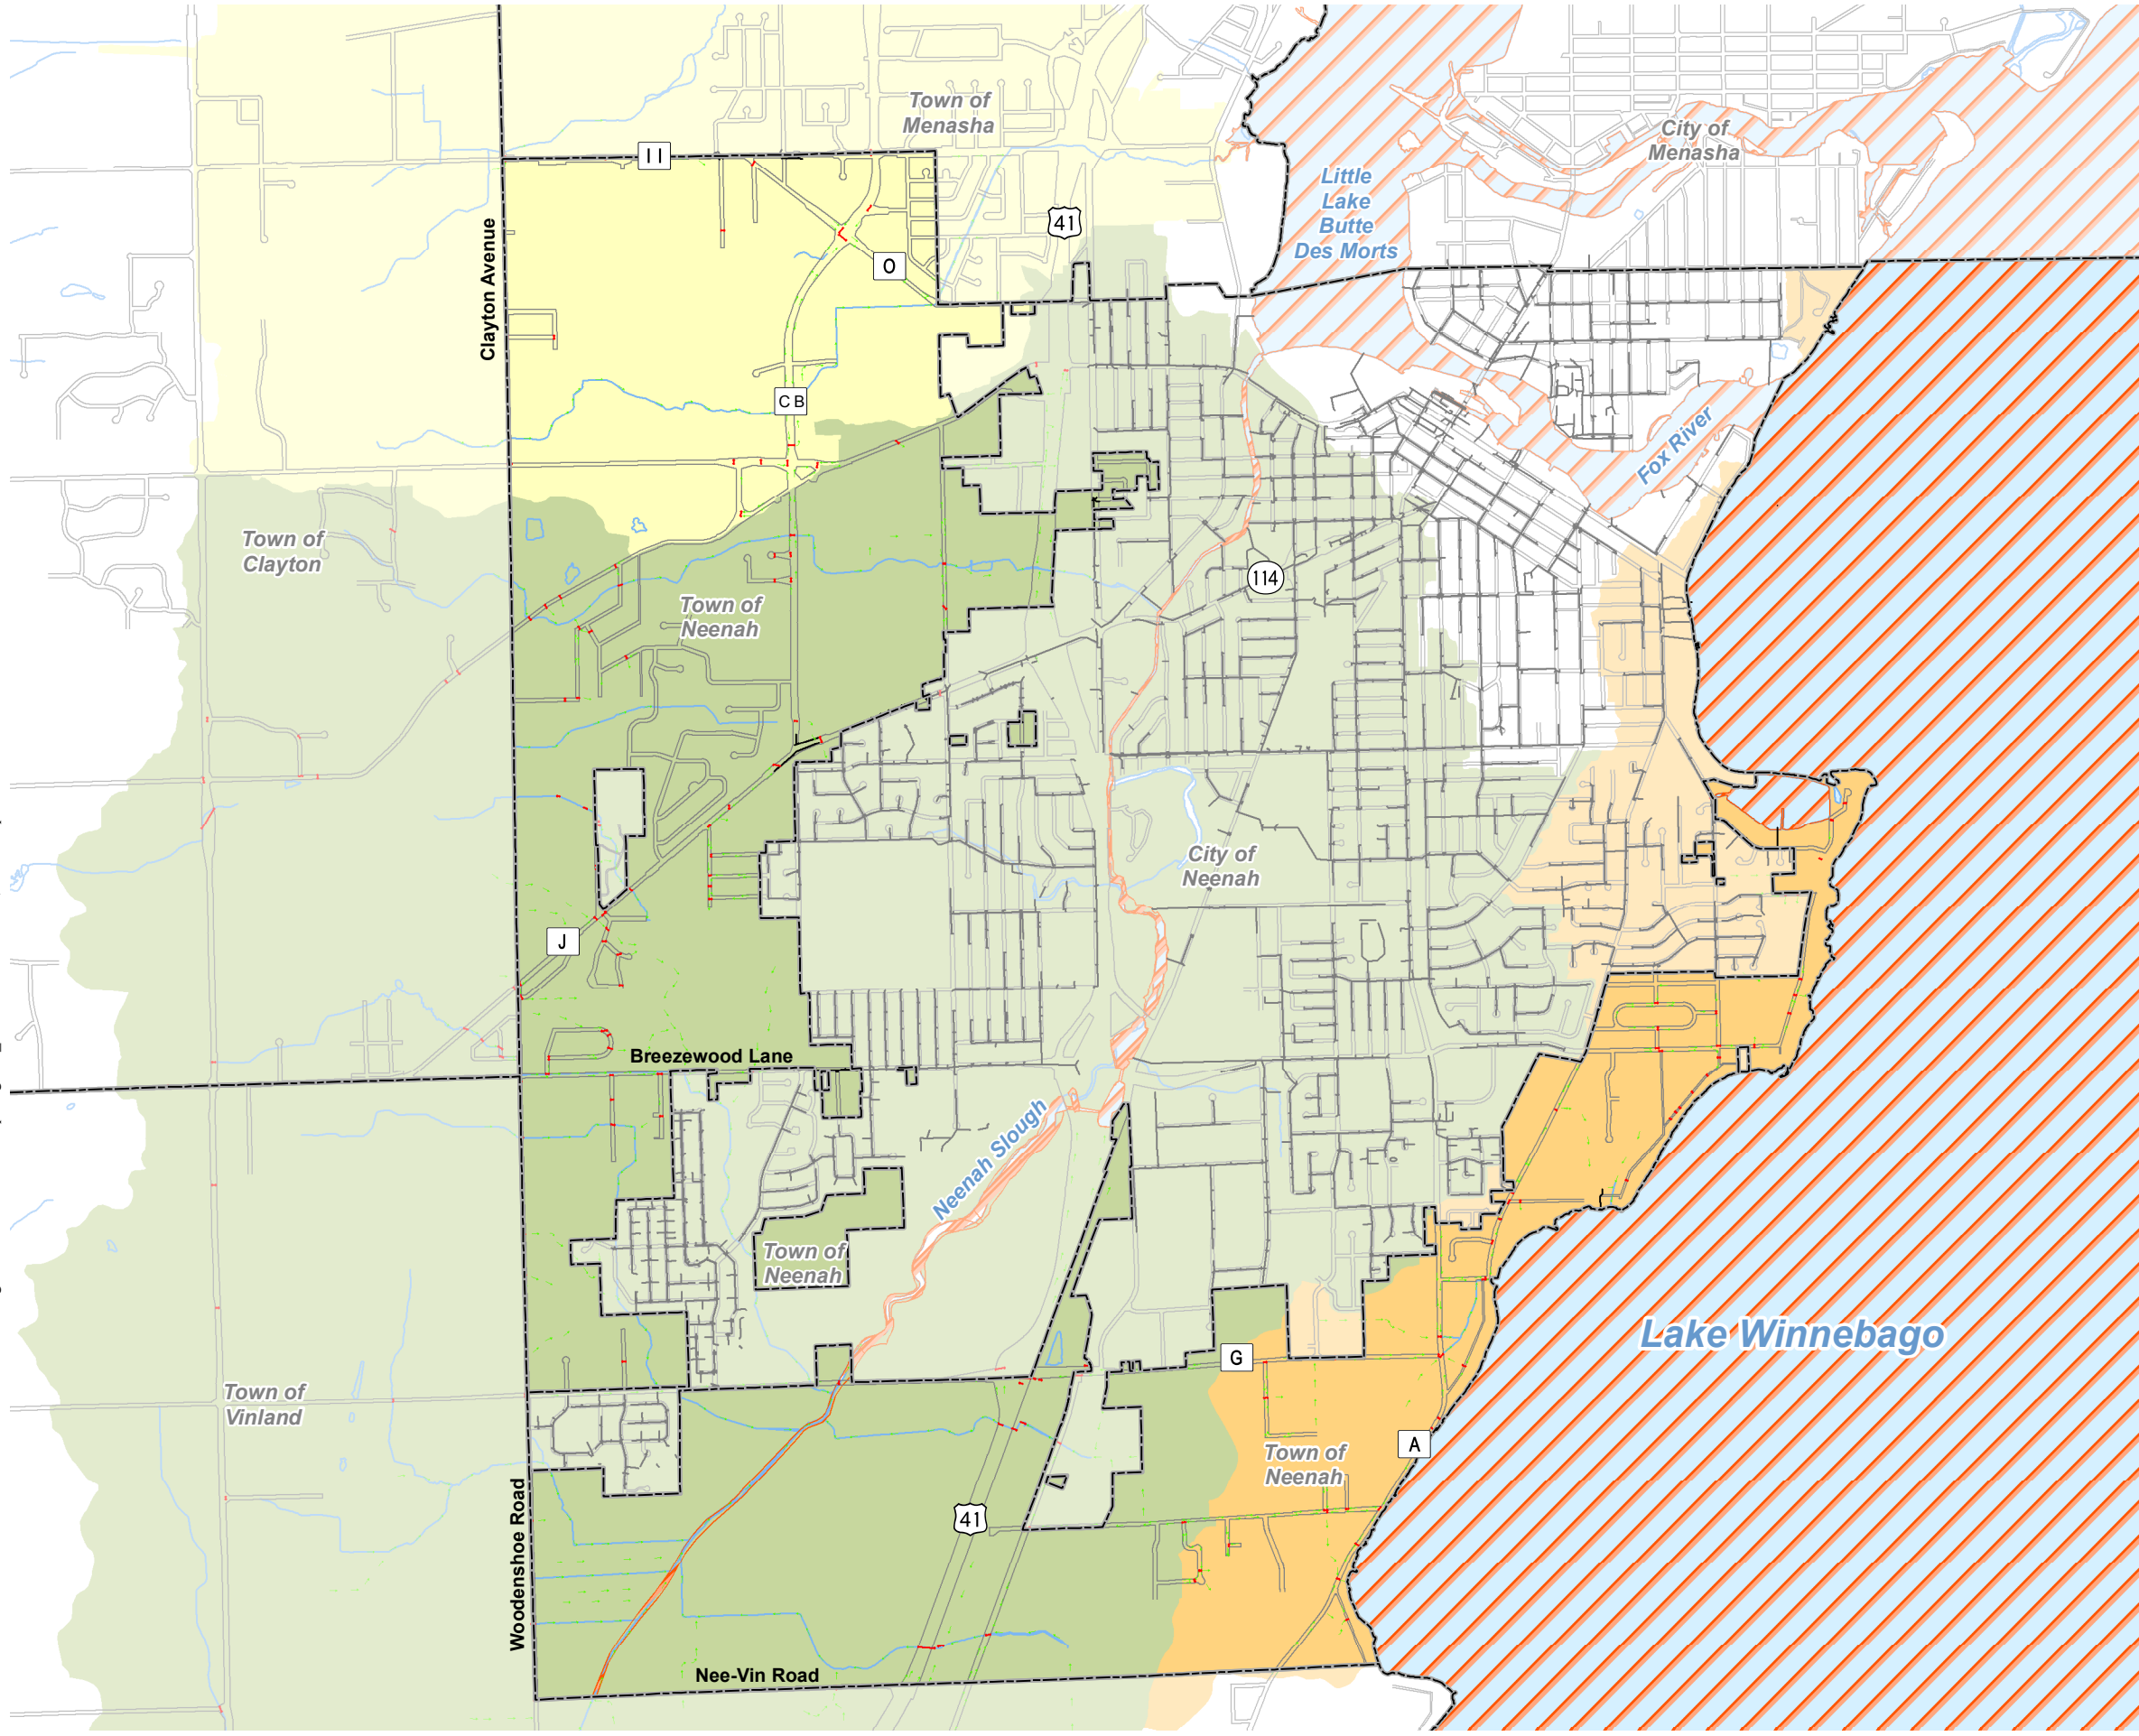 Town of
Menasha
City of
Menasha
II
Little
Lake
Butte
Des Morts
41
Clayton Avenue
O
C B
Fox River
Town of
Clayton
114
Town of
Neenah
City of
Neenah
J
Breezewood Lane
Neenah Slough
Town of
Neenah
Lake Winnebago
G
Town of
Vinland
A
Town of
Neenah
Woodenshoe Road
41
Nee-Vin Road